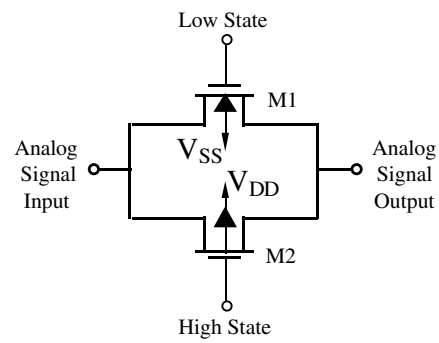 Low State
M1
Analog
Signal
Input
V_SS
V_DD
Analog
Signal
Output
M2
High State